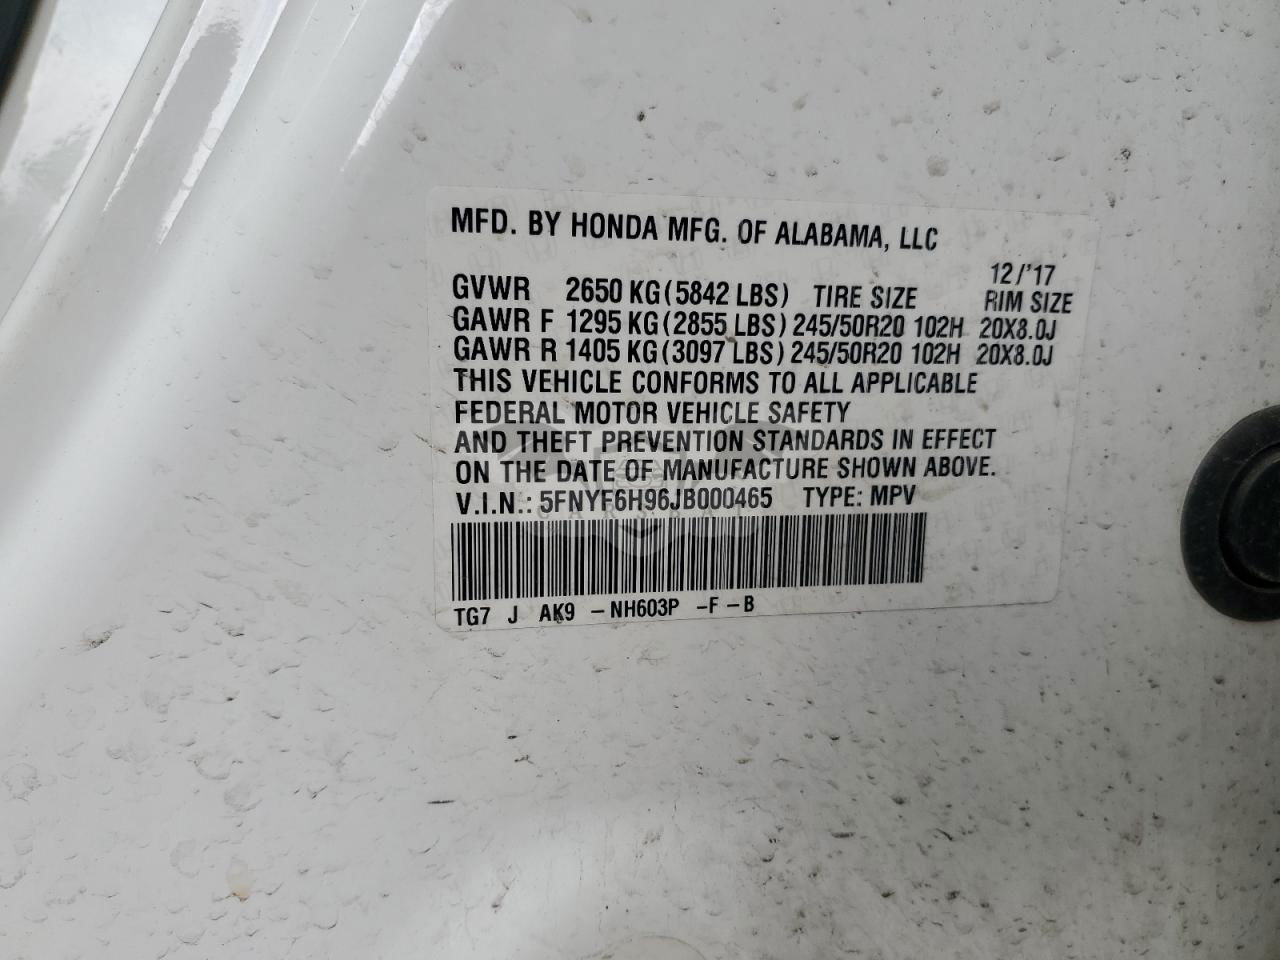 MFD. BY HONDA MFG. OF ALABAMA, LLC
12/'17
GVWR 2650 KG(5842 LBS) TIRE SIZE RIM SIZE
GAWR F 1295 KG(2855 LBS) 245/50R20 102H 20X8.0J
GAWR R 1405 KG(3097 LBS) 245/50R20 102H 20X8.0J
THIS VEHICLE CONFORMS TO ALL APPLICABLE
FEDERAL MOTOR VEHICLE SAFETY
AND THEFT PREVENTION STANDARDS IN EFFECT
ON THE DATE OF MANUFACTURE SHOWN ABOVE.
V.I.N.: 5FNYF6H96JB000465 TYPE: MPV
TG7 J AK9 -NH603P -F-B